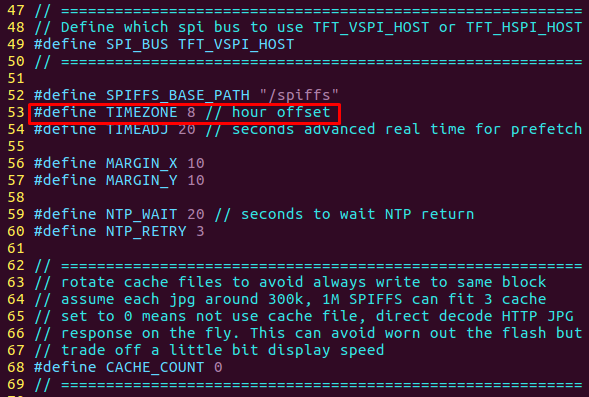 47 // ==========================================================
48 // Define which spi bus to use TFT_VSPI_HOST or TFT_HSPI_HOST
49 #define SPI_BUS TFT_VSPI_HOST
50 // ==========================================================
51
52 #define SPIFFS_BASE_PATH "/spiffs"
53 #define TIMEZONE 8 // hour offset
54 #define TIMEADJ 20 // seconds advanced real time for prefetch
55
56 #define MARGIN_X 10
57 #define MARGIN_Y 10
58
59 #define NTP_WAIT 20 // seconds to wait NTP return
60 #define NTP_RETRY 3
61
62 // ==========================================================
63 // rotate cache files to avoid always write to same block
64 // assume each jpg around 300k, 1M SPIFFS can fit 3 cache
65 // set to 0 means not use cache file, direct decode HTTP JPG
66 // response on the fly. This can avoid worn out the flash but
67 // trade off a little bit display speed
68 #define CACHE_COUNT 0
69 // ==========================================================